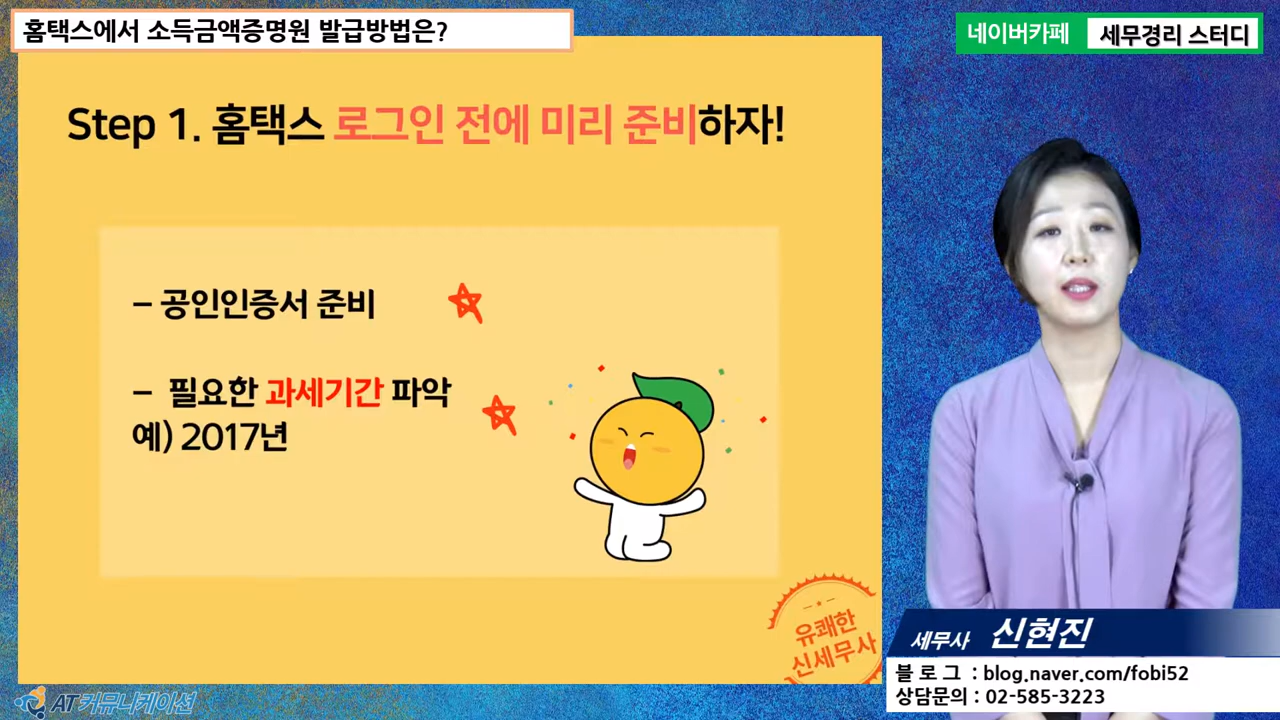 홈택스에서 소득금액증명원 발급방법은?
네이버카페 세무경리 스터디
Step 1. 홈택스 로그인 전에 미리 준비하자!
- 공인인증서 준비
- 필요한 과세기간 파악
예) 2017년
유쾌한
신세무사
세무사 신현진
블로그 : blog.naver.com/fobi52
상담문의 : 02-585-3223
AT커뮤니케이션